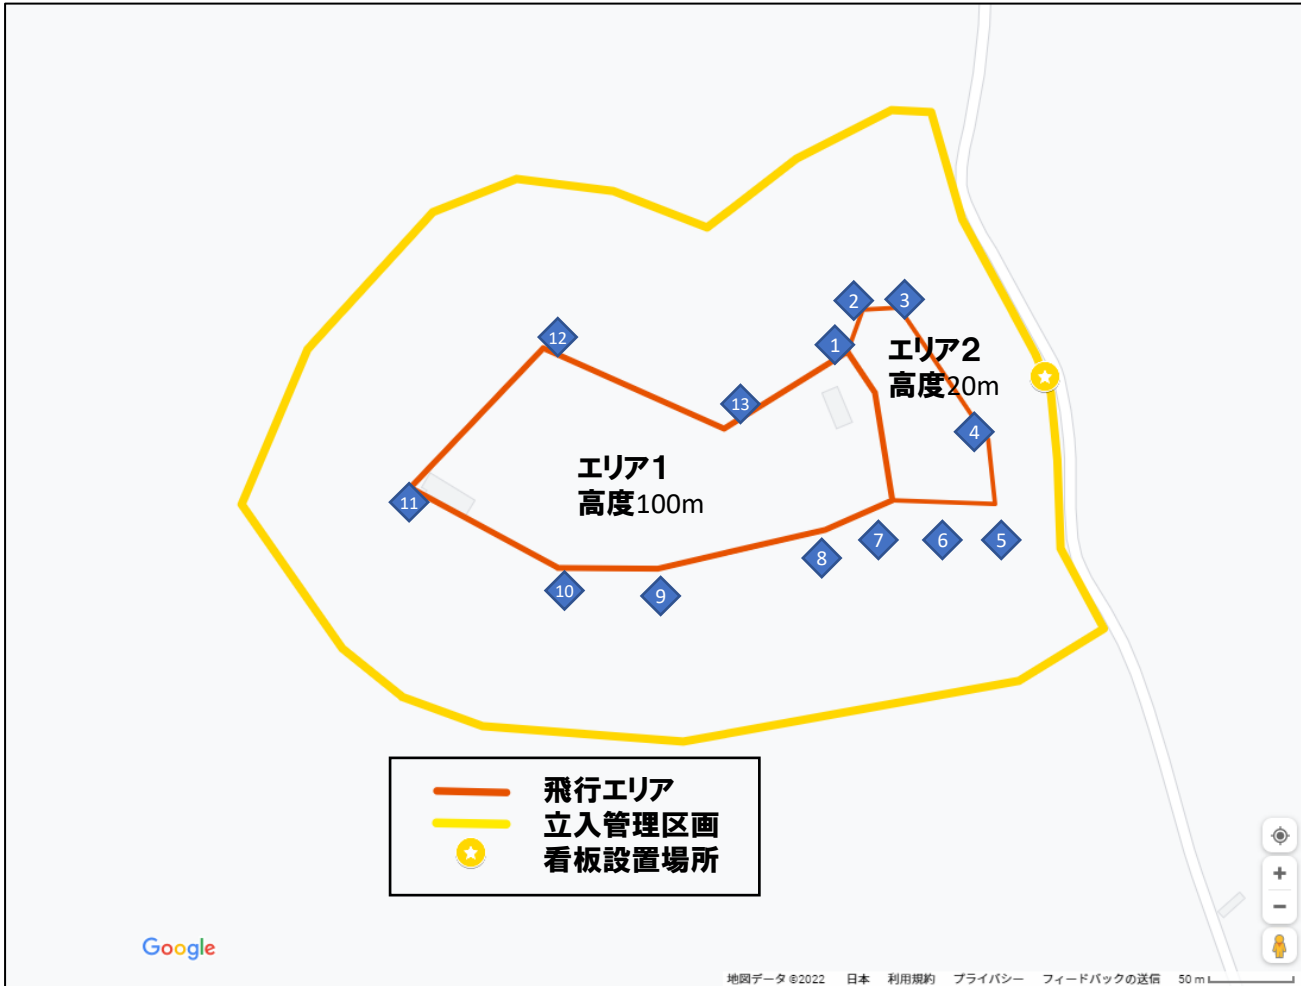 2
3
1
エリア2
高度20m
12
13
4
エリア1
高度100m
11
7
6
5
8
10
9
飛行エリア
立入管理区画
看板設置場所
Google
地図データ ©2022 日本 利用規約 プライバシー フィードバックの送信 50 m